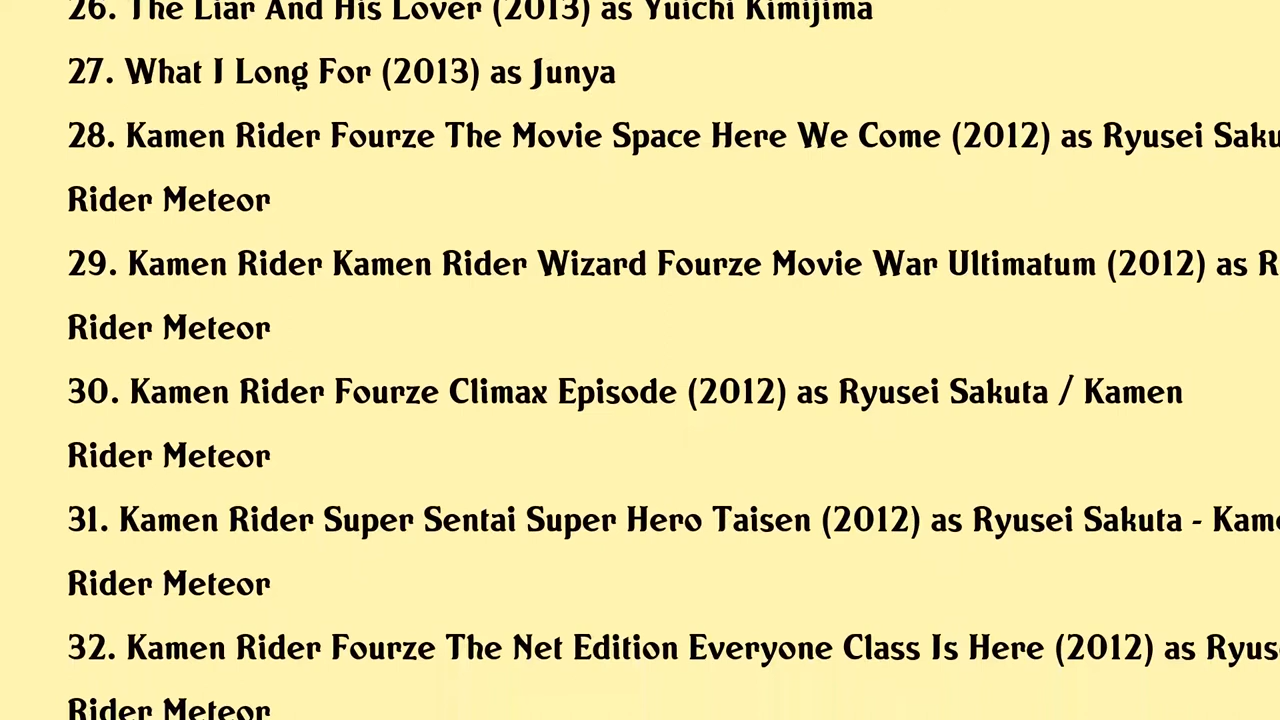 26. The Liar And His Lover (2013) as Yuichi Kimijima
27. What I Long For (2013) as Junya
28. Kamen Rider Fourze The Movie Space Here We Come (2012) as Ryusei Saku
Rider Meteor
29. Kamen Rider Kamen Rider Wizard Fourze Movie War Ultimatum (2012) as R
Rider Meteor
30. Kamen Rider Fourze Climax Episode (2012) as Ryusei Sakuta / Kamen
Rider Meteor
31. Kamen Rider Super Sentai Super Hero Taisen (2012) as Ryusei Sakuta - Kame
Rider Meteor
32. Kamen Rider Fourze The Net Edition Everyone Class Is Here (2012) as Ryus
Rider Meteor